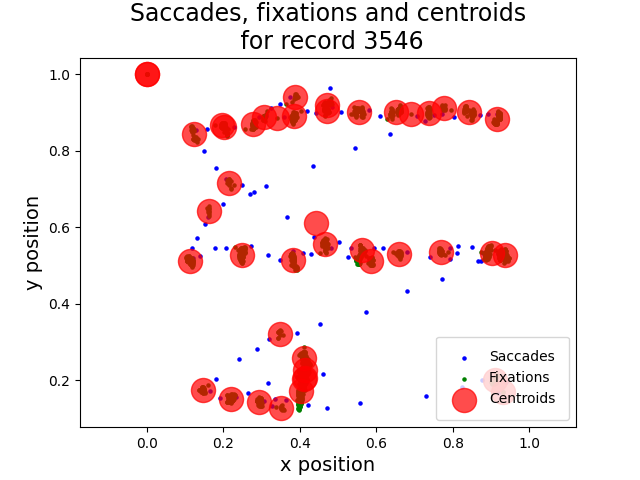 Saccades, fixations and centroids
for record 3546
1.0
0.8
0.6
0.4
0.2
y position
0.0
0.2
0.4
0.6
0.8
1.0
x position
Saccades
Fixations
Centroids